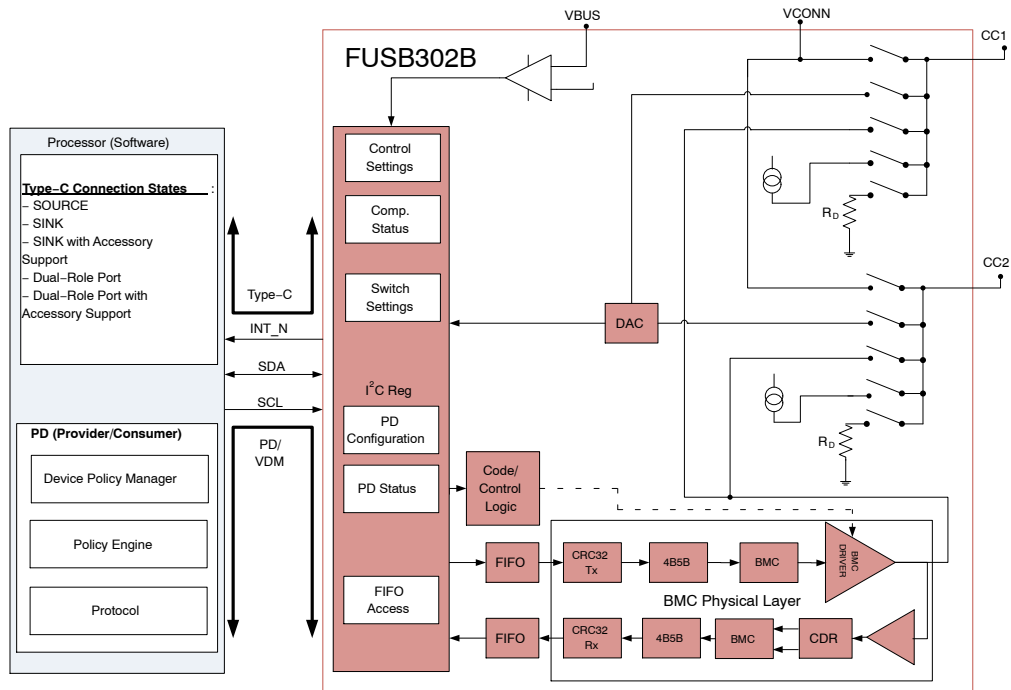 VBUS
VCONN
CC1
FUSB302B
Processor (Software)
Type−C Connection States :
− SOURCE
− SINK
− SINK with Accessory
Support
− Dual−Role Port
− Dual−Role Port with
Accessory Support
Type−C
INT_N
SDA
SCL
PD/
VDM
PD (Provider/Consumer)
Device Policy Manager
Policy Engine
Protocol
Control
Settings
Comp.
Status
Switch
Settings
I2C Reg
PD
Configuration
PD Status
FIFO
Access
Code/
Control
Logic
DAC
RD
CC2
RD
FIFO
CRC32
Tx
4B5B
BMC
BMC
DRIVER
BMC Physical Layer
FIFO
CRC32
Rx
4B5B
BMC
CDR